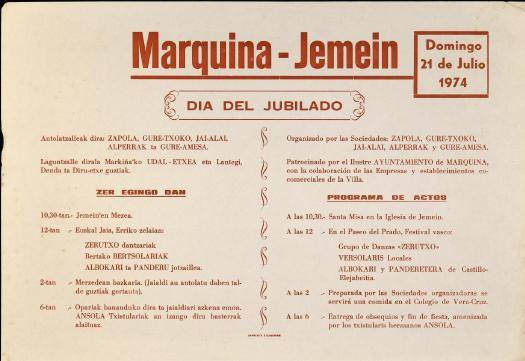 Marquina - Jemein
Domingo
21 de Julio
1974
DIA DEL JUBILADO
Antolatzalleak dira: ZAPOLA, GURE-TXOKO, JAI-ALAI,
ALPERRAK ta GURE-AMESA.
Laguntzalle dirala Markiña'ko UDAL-ETXEA eta Lantegi,
Denda ta Diru-etxe guztiak.
ZER EGINGO DAN
10,30-tan.- Jemein'en Mezea.
12-tan .- Euskal Jaia, Erriko zelaian:
ZERUTXO dantzariak
Bertako BERTSOLARIAK
ALBOKARI ta PANDERU jotzailleak.
2-tan .- Merzedean bazkaria. (Jaialdi au antolatu daben tal-
de guztiak gertauta).
6-tan .- Opariak bananduko dira ta jaialdiari azkena emon.
ANSOLA Txistulariak an izango dira basterrak
alaituaz.
Organizado por las Sociedades: ZAPOLA, GURE-TXOKO,
JAI-ALAI, ALPERRAK y GURE-AMESA.
Patrocinado por el Ilustre AYUNTAMIENTO de MARQUINA,
con la colaboración de las Empresas y establecimientos co-
comerciales de la Villa.
PROGRAMA DE ACTOS
A las 10,30.- Santa Misa en la Iglesia de Jemein.
A las 12 .- En el Paseo del Prado, Festival vasco:
Grupo de Danzas «ZERUTXO»
VERSOLARIS Locales
ALBOKARI y PANDERETERA de Castillo-
Elejabeitia.
A las 2 .- Preparada por las Sociedades organizadoras se
servirá una comida en el Colegio de Vera-Cruz.
A las 6 .- Entrega de obsequios y fin de fiesta, amenizada
por los txistularis hermanos ANSOLA.